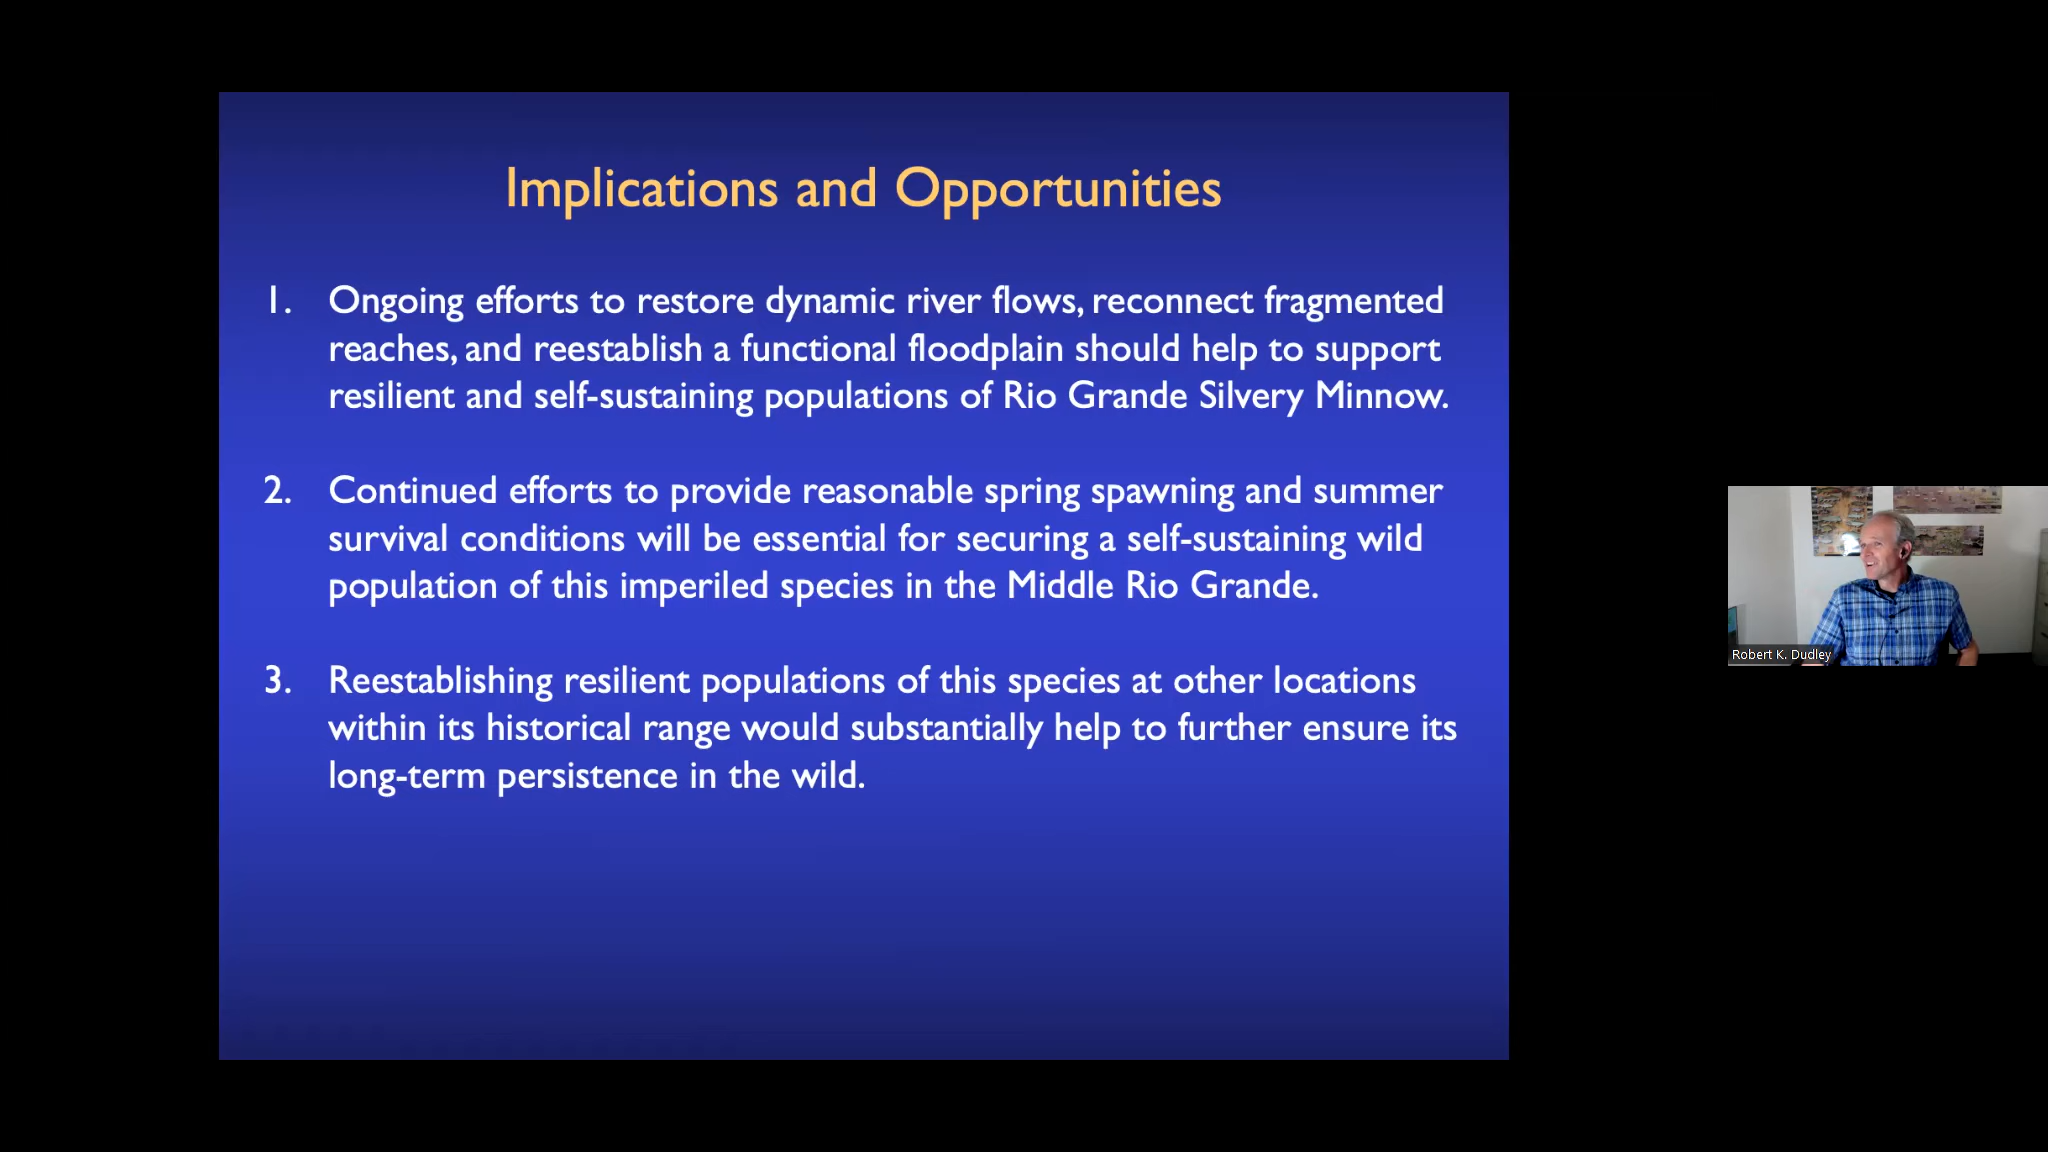 Implications and Opportunities
1. Ongoing efforts to restore dynamic river flows, reconnect fragmented
reaches, and reestablish a functional floodplain should help to support
resilient and self-sustaining populations of Rio Grande Silvery Minnow.
2. Continued efforts to provide reasonable spring spawning and summer
survival conditions will be essential for securing a self-sustaining wild
population of this imperiled species in the Middle Rio Grande.
3. Reestablishing resilient populations of this species at other locations
within its historical range would substantially help to further ensure its
long-term persistence in the wild.
Robert K. Dudley